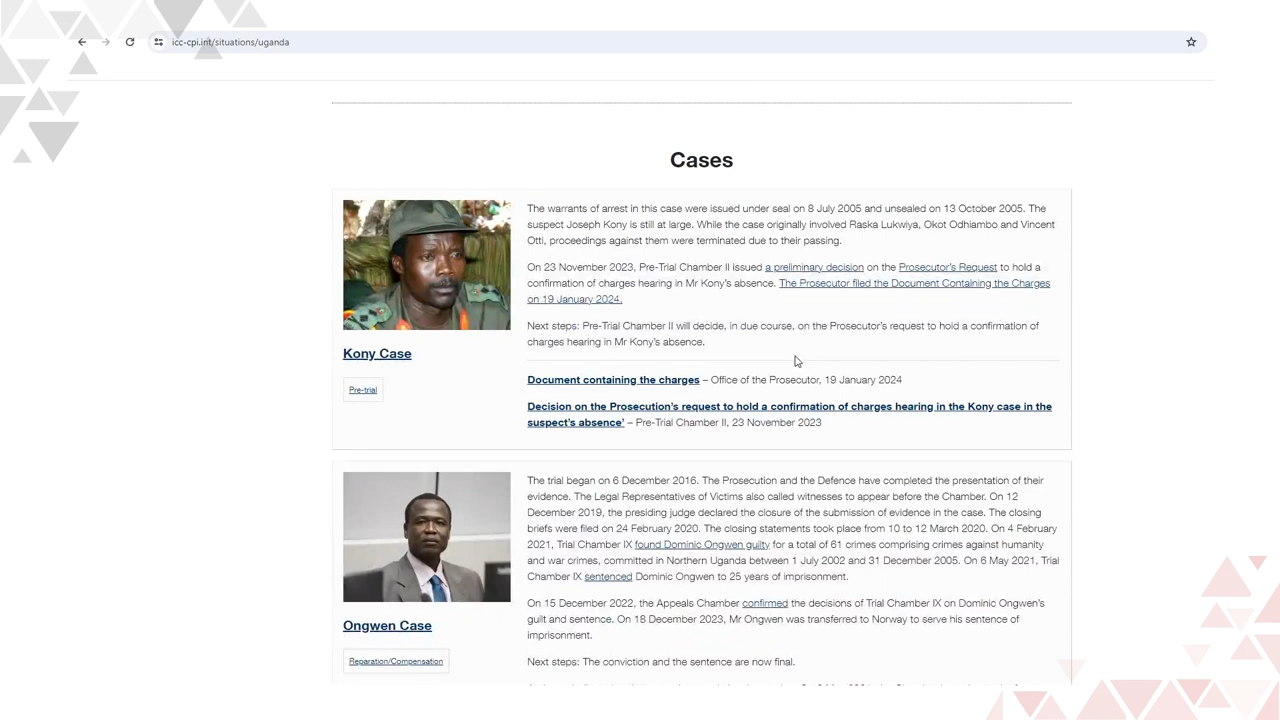 icc-cpi.int/situations/uganda
Cases
The warrants of arrest in this case were issued under seal on 8 July 2005 and unsealed on 13 October 2005. The
suspect Joseph Kony is still at large. While the case originally involved Raska Lukwiya, Okot Odhiambo and Vincent
Otti, proceedings against them were terminated due to their passing.
On 23 November 2023, Pre-Trial Chamber II issued a preliminary decision on the Prosecutor's Request to hold a
confirmation of charges hearing in Mr Kony's absence. The Prosecutor filed the Document Containing the Charges
on 19 January 2024.
Next steps: Pre-Trial Chamber II will decide, in due course, on the Prosecutor's request to hold a confirmation of
charges hearing in Mr Kony's absence.
Kony Case
Pre-trial
Document containing the charges – Office of the Prosecutor, 19 January 2024
Decision on the Prosecution's request to hold a confirmation of charges hearing in the Kony case in the
suspect's absence' – Pre-Trial Chamber II, 23 November 2023
The trial began on 6 December 2016. The Prosecution and the Defence have completed the presentation of their
evidence. The Legal Representatives of Victims also called witnesses to appear before the Chamber. On 12
December 2019, the presiding judge declared the closure of the submission of evidence in the case. The closing
briefs were filed on 24 February 2020. The closing statements took place from 10 to 12 March 2020. On 4 February
2021, Trial Chamber IX found Dominic Ongwen guilty for a total of 61 crimes comprising crimes against humanity
and war crimes, committed in Northern Uganda between 1 July 2002 and 31 December 2005. On 6 May 2021, Trial
Chamber IX sentenced Dominic Ongwen to 25 years of imprisonment.
On 15 December 2022, the Appeals Chamber confirmed the decisions of Trial Chamber IX on Dominic Ongwen's
guilt and sentence. On 18 December 2023, Mr Ongwen was transferred to Norway to serve his sentence of
imprisonment.
Next steps: The conviction and the sentence are now final.
Ongwen Case
Reparation/Compensation